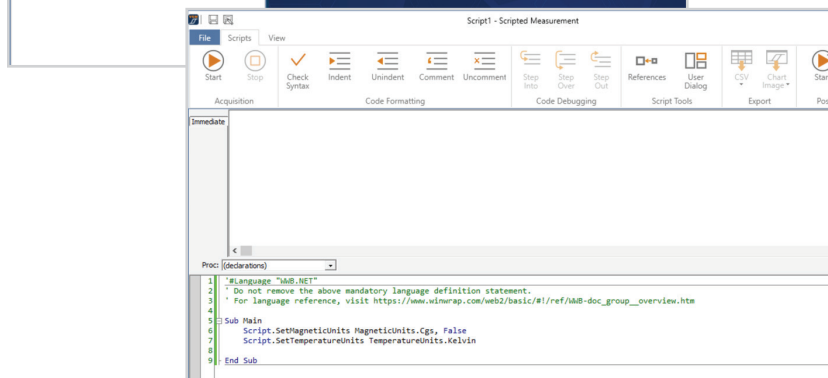 Script1 - Scripted Measurement
File Scripts View
Start Stop Check Syntax Indent Unindent Comment Uncomment Step Into Step Over Step Out References User Dialog CSV Chart Image
Acquisition Code Formatting Code Debugging Script Tools Export
Immediate
Proc: (declarations)
1 '#Language "WWB.NET"
2 ' Do not remove the above mandatory language definition statement.
3 ' For language reference, visit https://www.winwrap.com/web2/basic/#!/ref/WWB-doc_group__overview.htm
4
5 Sub Main
6 Script.SetMagneticUnits MagneticUnits.Cgs, False
7 Script.SetTemperatureUnits TemperatureUnits.Kelvin
8
9 End Sub